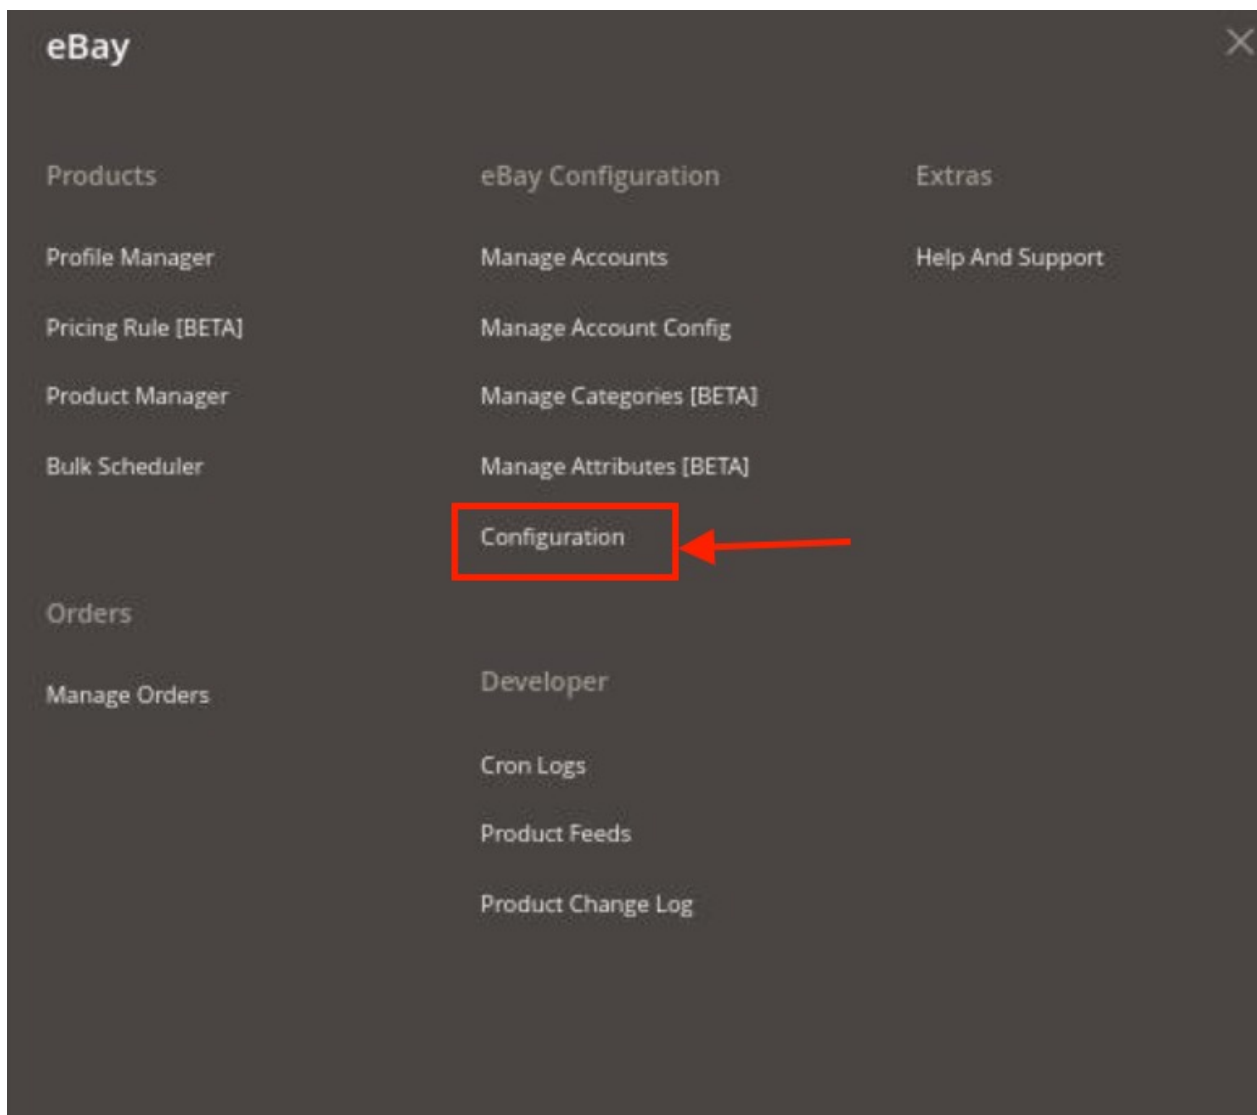 eBay
Products
Profile Manager
Pricing Rule [BETA]
Product Manager
Bulk Scheduler
Orders
Manage Orders
eBay Configuration
Manage Accounts
Manage Account Config
Manage Categories [BETA]
Manage Attributes [BETA]
Configuration
Developer
Cron Logs
Product Feeds
Product Change Log
Extras
Help And Support